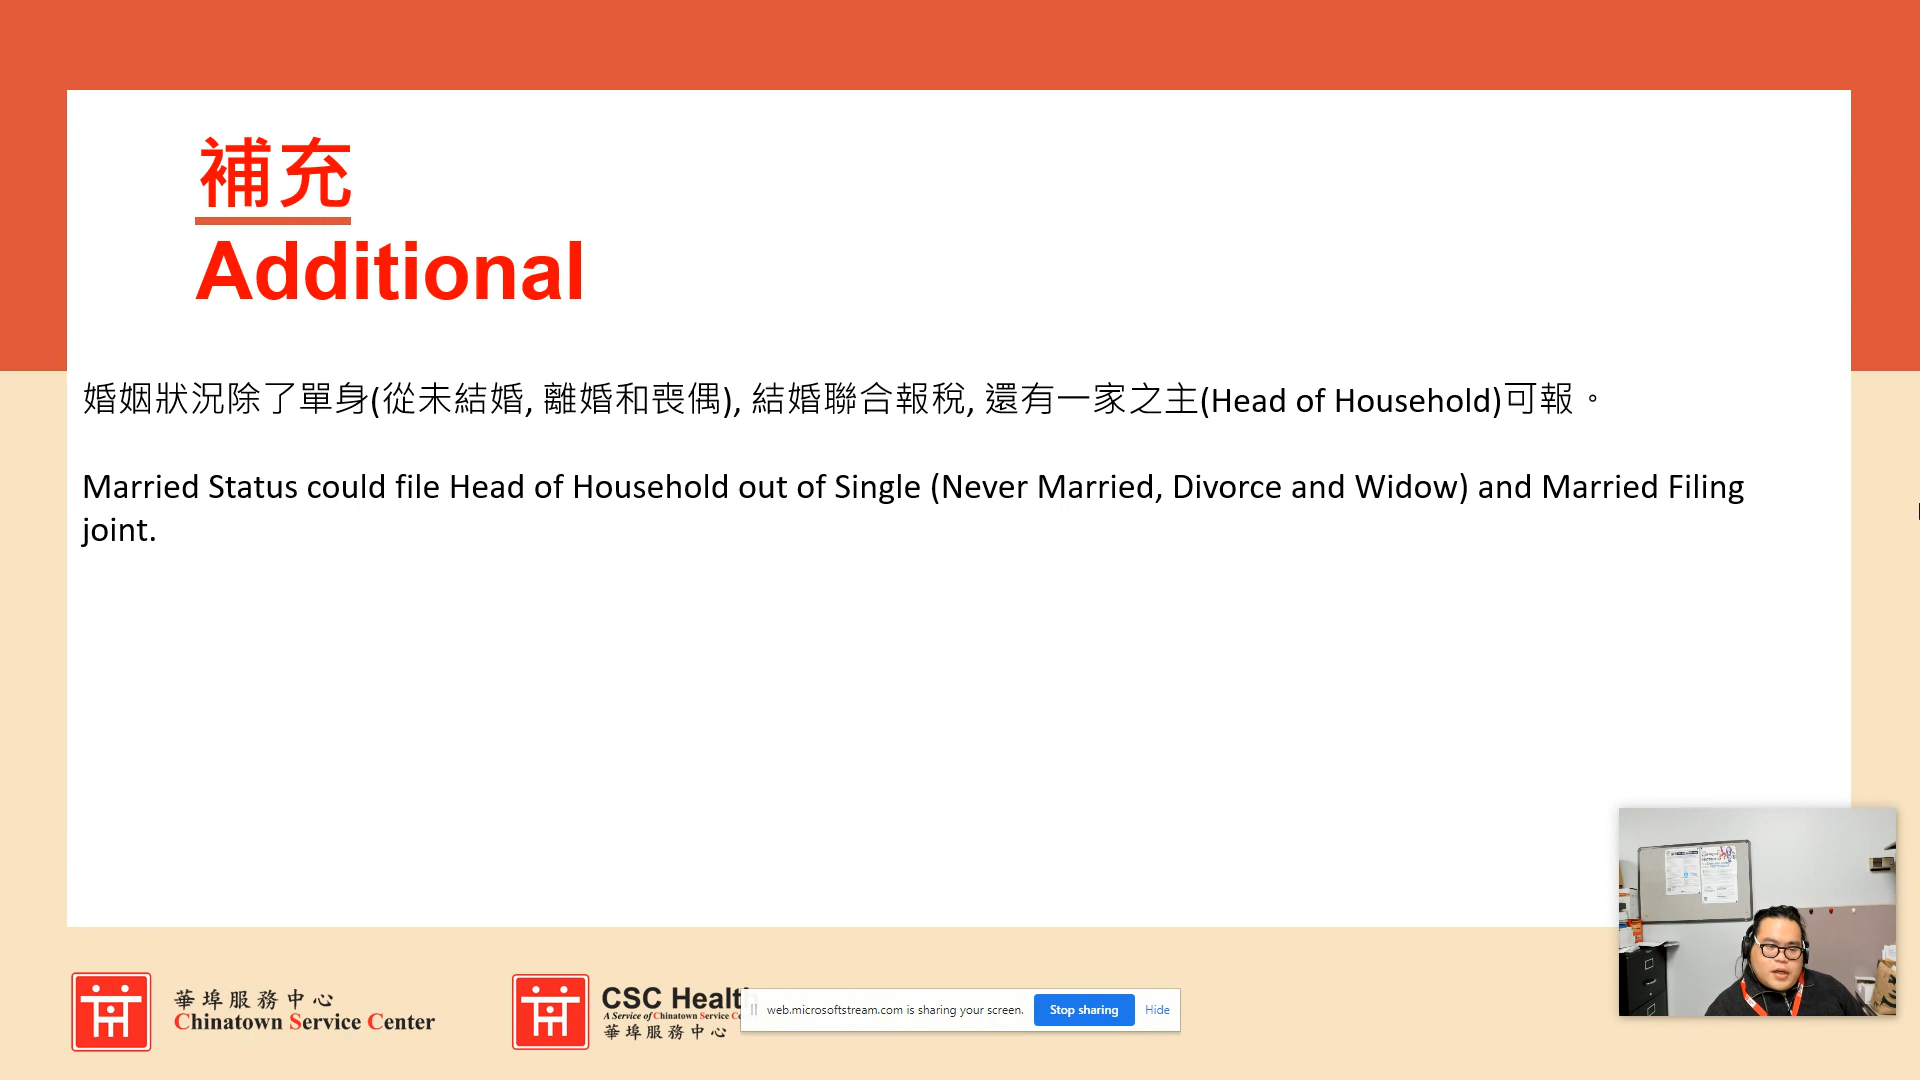 補充
Additional
婚姻狀況除了單身(從未結婚, 離婚和喪偶), 結婚聯合報稅, 還有一家之主(Head of Household)可報。
Married Status could file Head of Household out of Single (Never Married, Divorce and Widow) and Married Filing
joint.
華埠服務中心
Chinatown Service Center
CSC Health
A Service of Chinatown Service
華埠服務中心
web.microsoftstream.com is sharing your screen.
Stop sharing
Hide